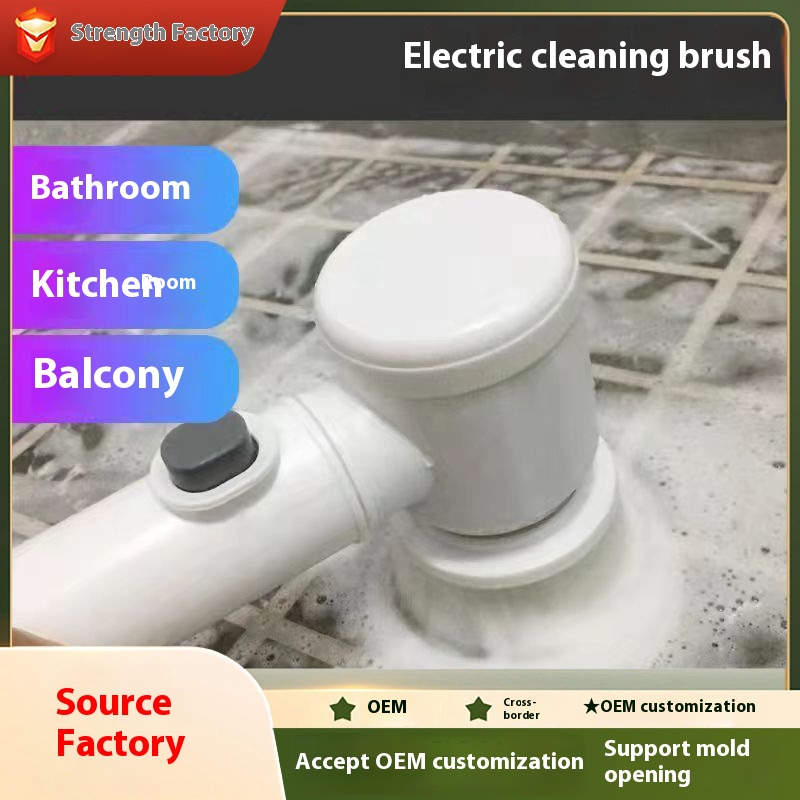 Strength Factory
Electric cleaning brush
Bathroom
Kitchen
Room
Balcony
Source
Factory
OEM
Cross-
border
★OEM customization
Accept OEM customization
Support mold
opening